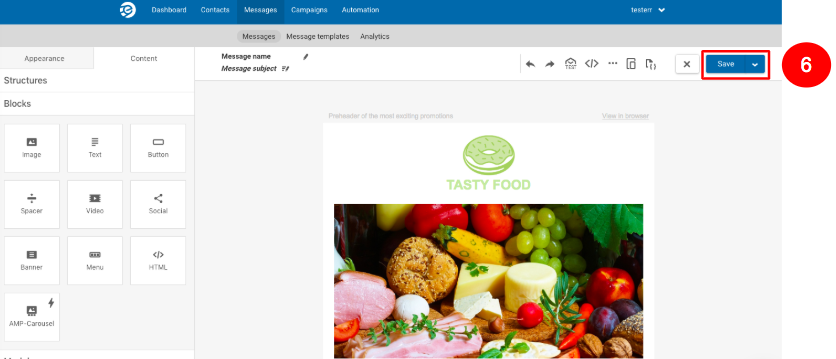 Dashboard Contacts Messages Campaigns Automation testerr
Messages Message templates Analytics
Appearance Content
Message name
Message subject
TEST
Save
6
Structures
Blocks
Image Text Button
Spacer Video Social
Banner Menu HTML
AMP-Carousel
Preheader of the most exciting promotions View in browser
TASTY FOOD